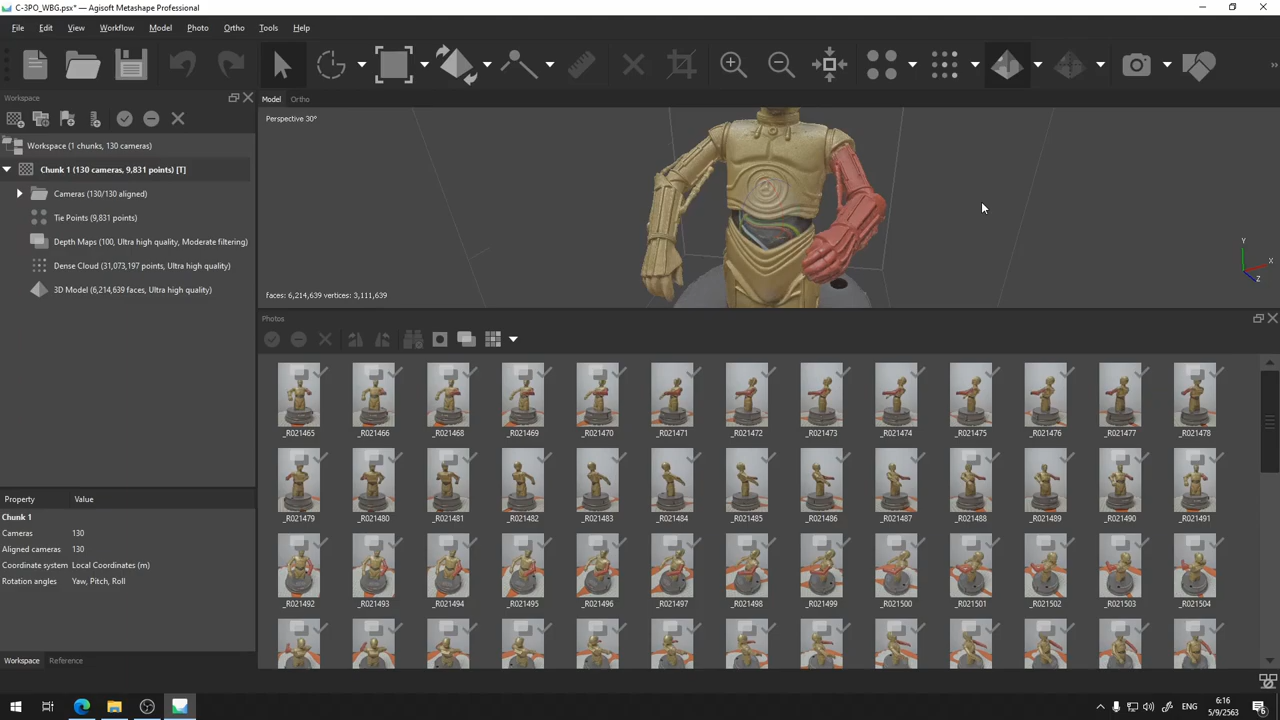 C-3PO_WBG.psx* — Agisoft Metashape Professional
File Edit View Workflow Model Photo Ortho Tools Help
Workspace
Model Ortho
Perspective 30°
Workspace (1 chunks, 130 cameras)
Chunk 1 (130 cameras, 9,831 points) [T]
Cameras (130/130 aligned)
Tie Points (9,831 points)
Depth Maps (100, Ultra high quality, Moderate filtering)
Dense Cloud (31,073,197 points, Ultra high quality)
3D Model (6,214,639 faces, Ultra high quality)
Y
X
Z
faces: 6,214,639 vertices: 3,111,639
Photos
_R021465 _R021466 _R021468 _R021469 _R021470 _R021471 _R021472 _R021473 _R021474 _R021475 _R021476 _R021477 _R021478
_R021479 _R021480 _R021481 _R021482 _R021483 _R021484 _R021485 _R021486 _R021487 _R021488 _R021489 _R021490 _R021491
_R021492 _R021493 _R021494 _R021495 _R021496 _R021497 _R021498 _R021499 _R021500 _R021501 _R021502 _R021503 _R021504
Property Value
Chunk 1
Cameras 130
Aligned cameras 130
Coordinate system Local Coordinates (m)
Rotation angles Yaw, Pitch, Roll
Workspace Reference
ENG
6:16
5/9/2563
6